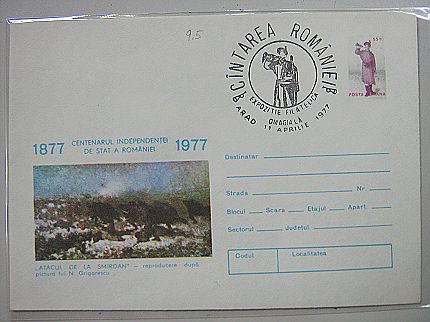 9.5
CÎNTAREA ROMÂNIEI
EXPOZIȚIE FILATELICĂ
OMAGIALĂ
ARAD 11 APRILIE 1977
55 B
POSTA ROMANA
1877 CENTENARUL INDEPENDENȚEI 1977
DE STAT A ROMÂNIEI
Destinatar
Strada Nr.
Blocul Scara Etajul Apart.
Sectorul Județul
Codul Localitatea
„ATACUL DE LA SMIRDAN” – reproducere după
pictura lui N. Grigorescu